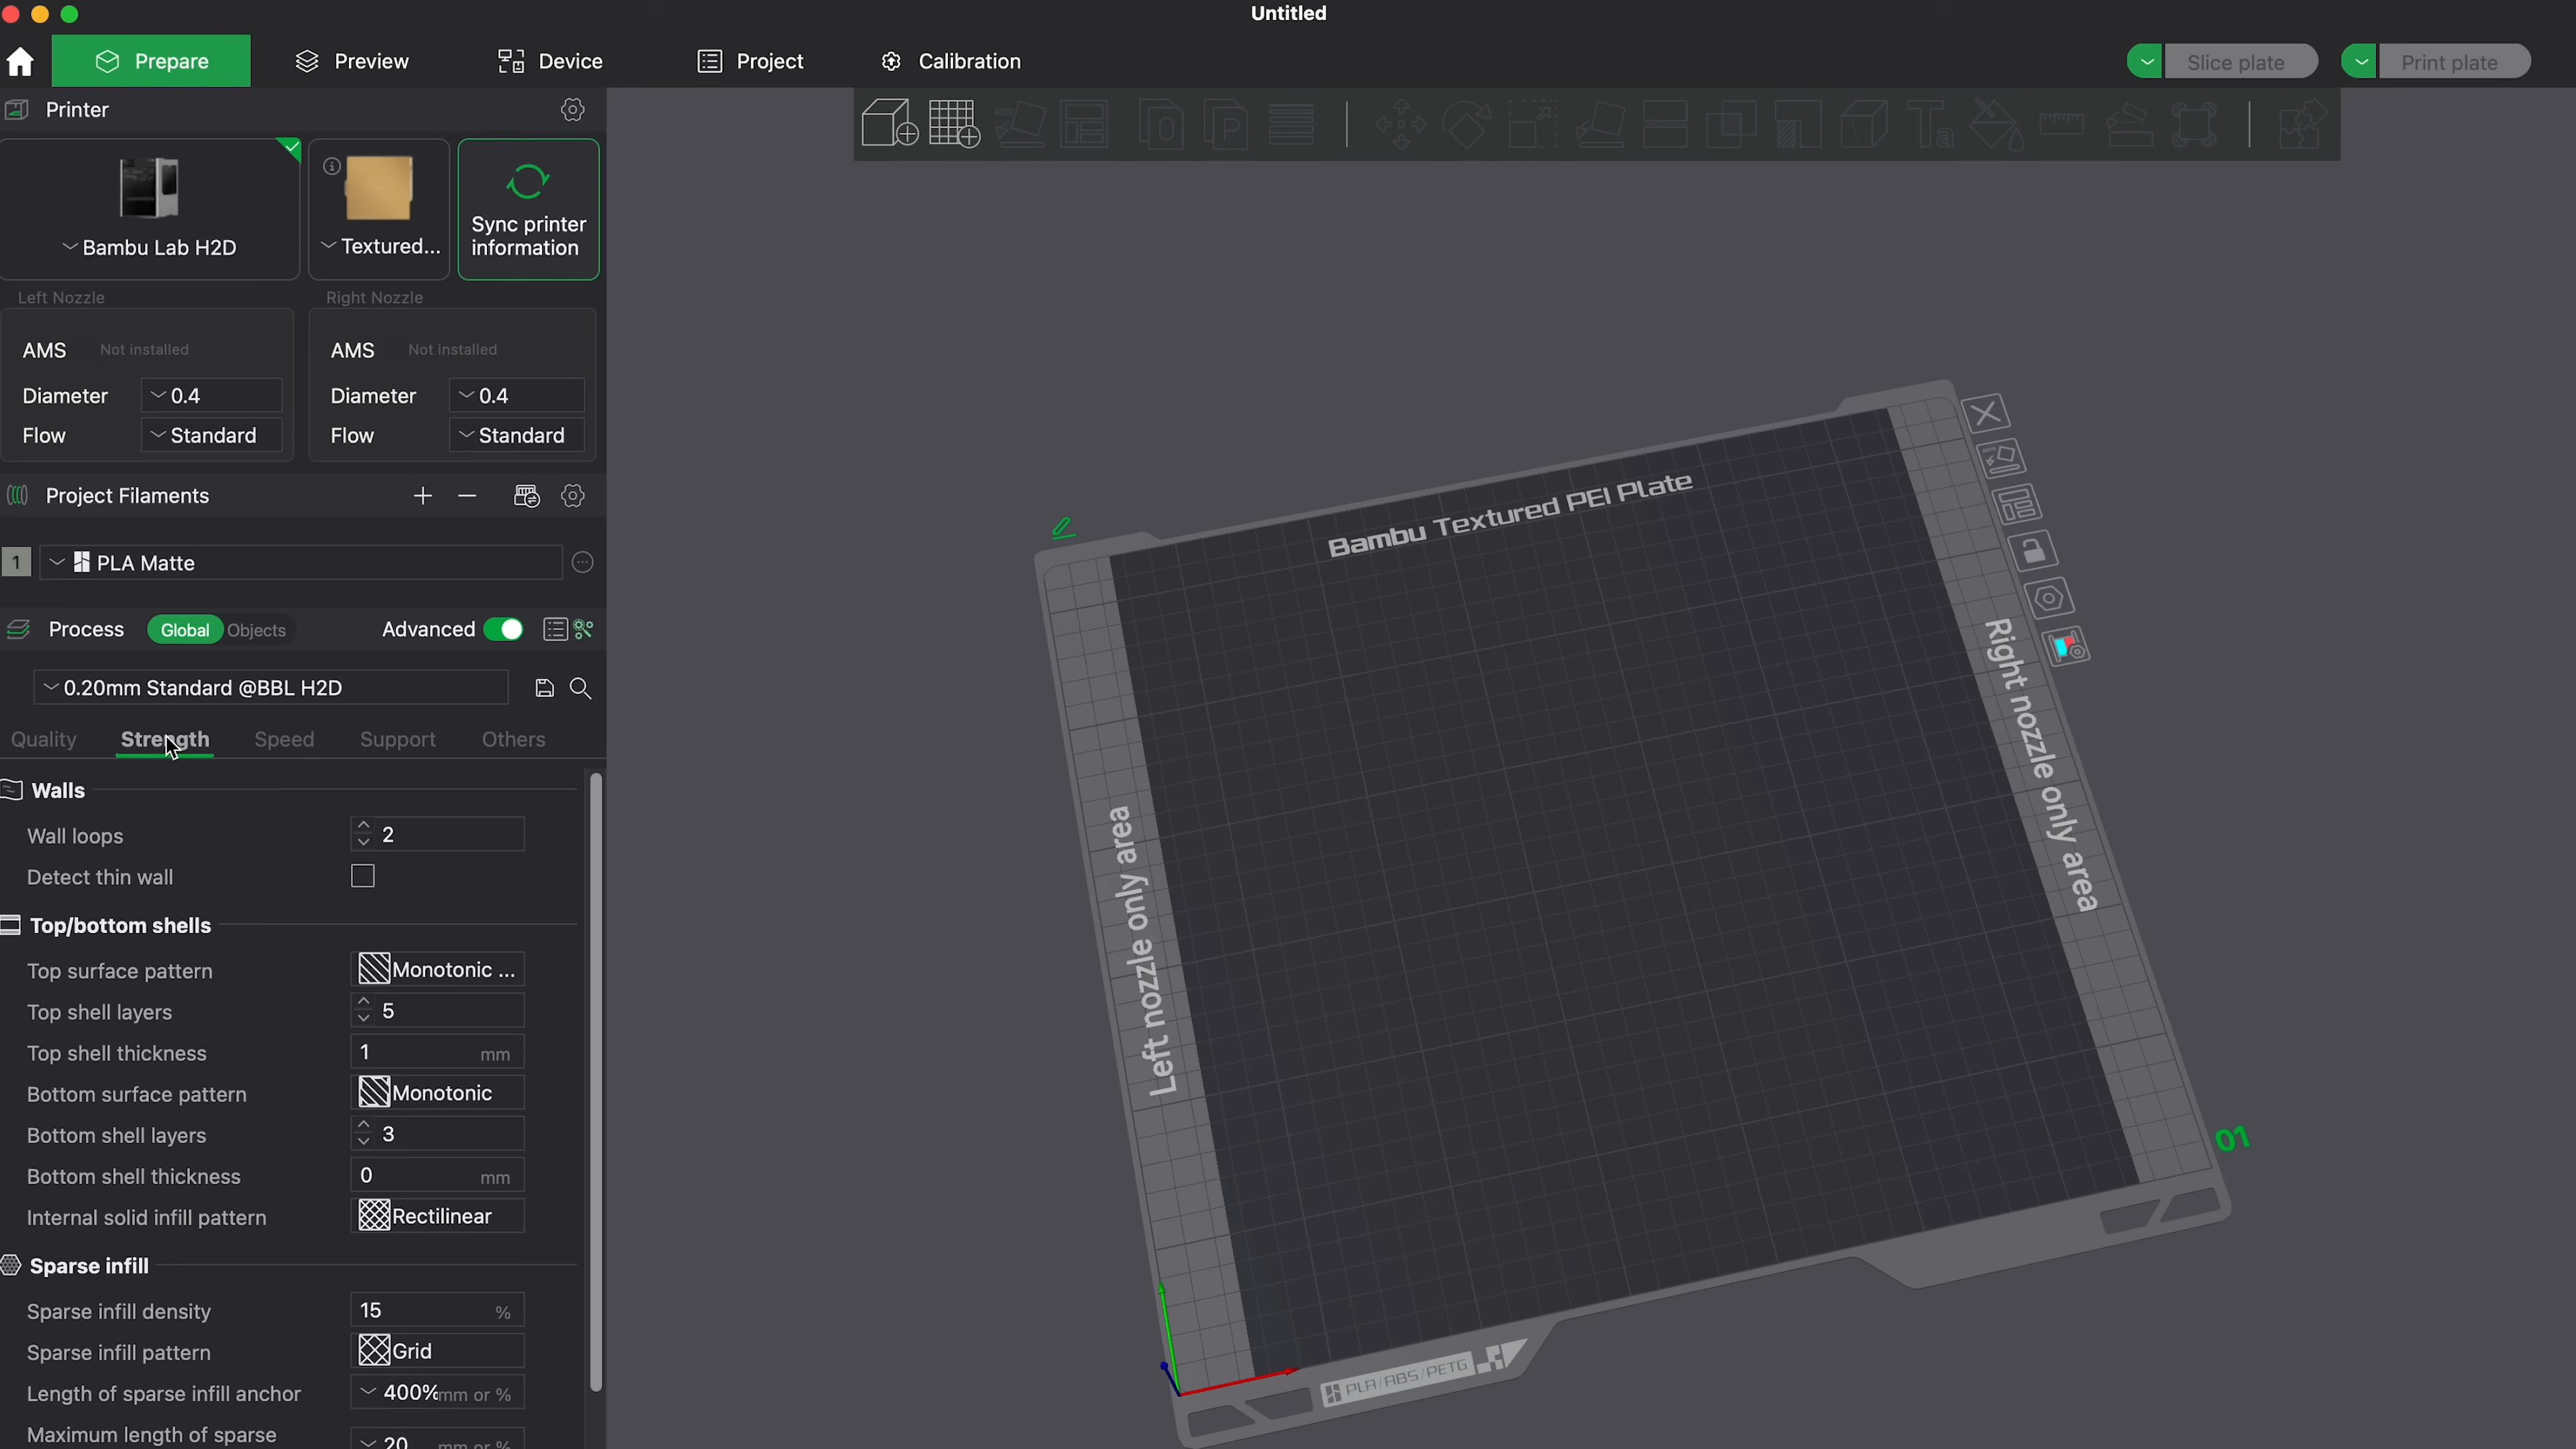 Untitled
Prepare
Preview
Device
Project
Calibration
Slice plate
Print plate
Printer
Bambu Lab H2D
Textured...
Sync printer
information
Left Nozzle
Right Nozzle
AMS Not installed
AMS Not installed
Diameter 0.4
Diameter 0.4
Flow Standard
Flow Standard
Project Filaments
1 PLA Matte
Process Global Objects Advanced
0.20mm Standard @BBL H2D
Quality Strength Speed Support Others
Walls
Wall loops 2
Detect thin wall
Top/bottom shells
Top surface pattern Monotonic ...
Top shell layers 5
Top shell thickness 1 mm
Bottom surface pattern Monotonic
Bottom shell layers 3
Bottom shell thickness 0 mm
Internal solid infill pattern Rectilinear
Sparse infill
Sparse infill density 15 %
Sparse infill pattern Grid
Length of sparse infill anchor 400% mm or %
Maximum length of sparse 20 mm or %
Bambu Textured PEI Plate
Left nozzle only area
Right nozzle only area
01
PLA/ABS/PETG